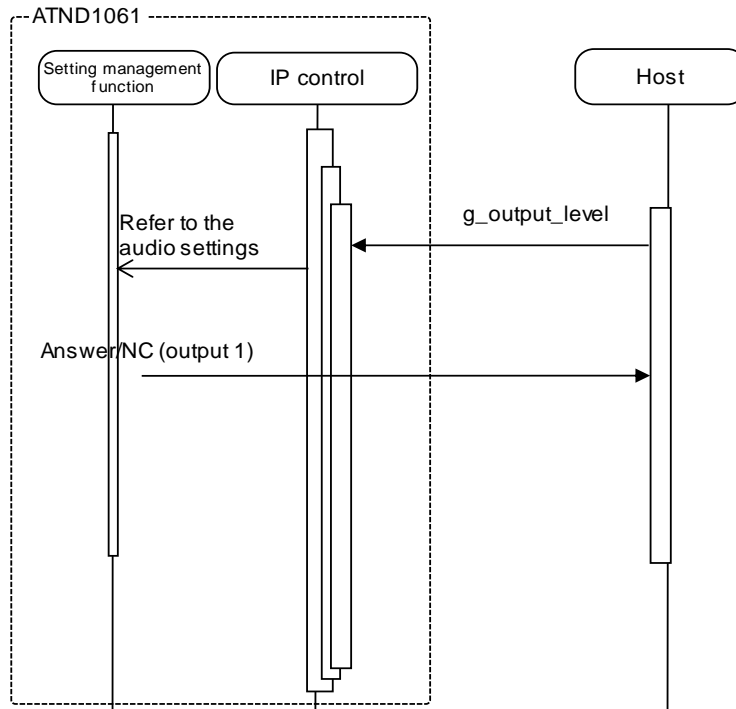 ATND1061
Setting management
function
IP control
Host
g_output_level
Refer to the
audio settings
Answer/NC (output 1)